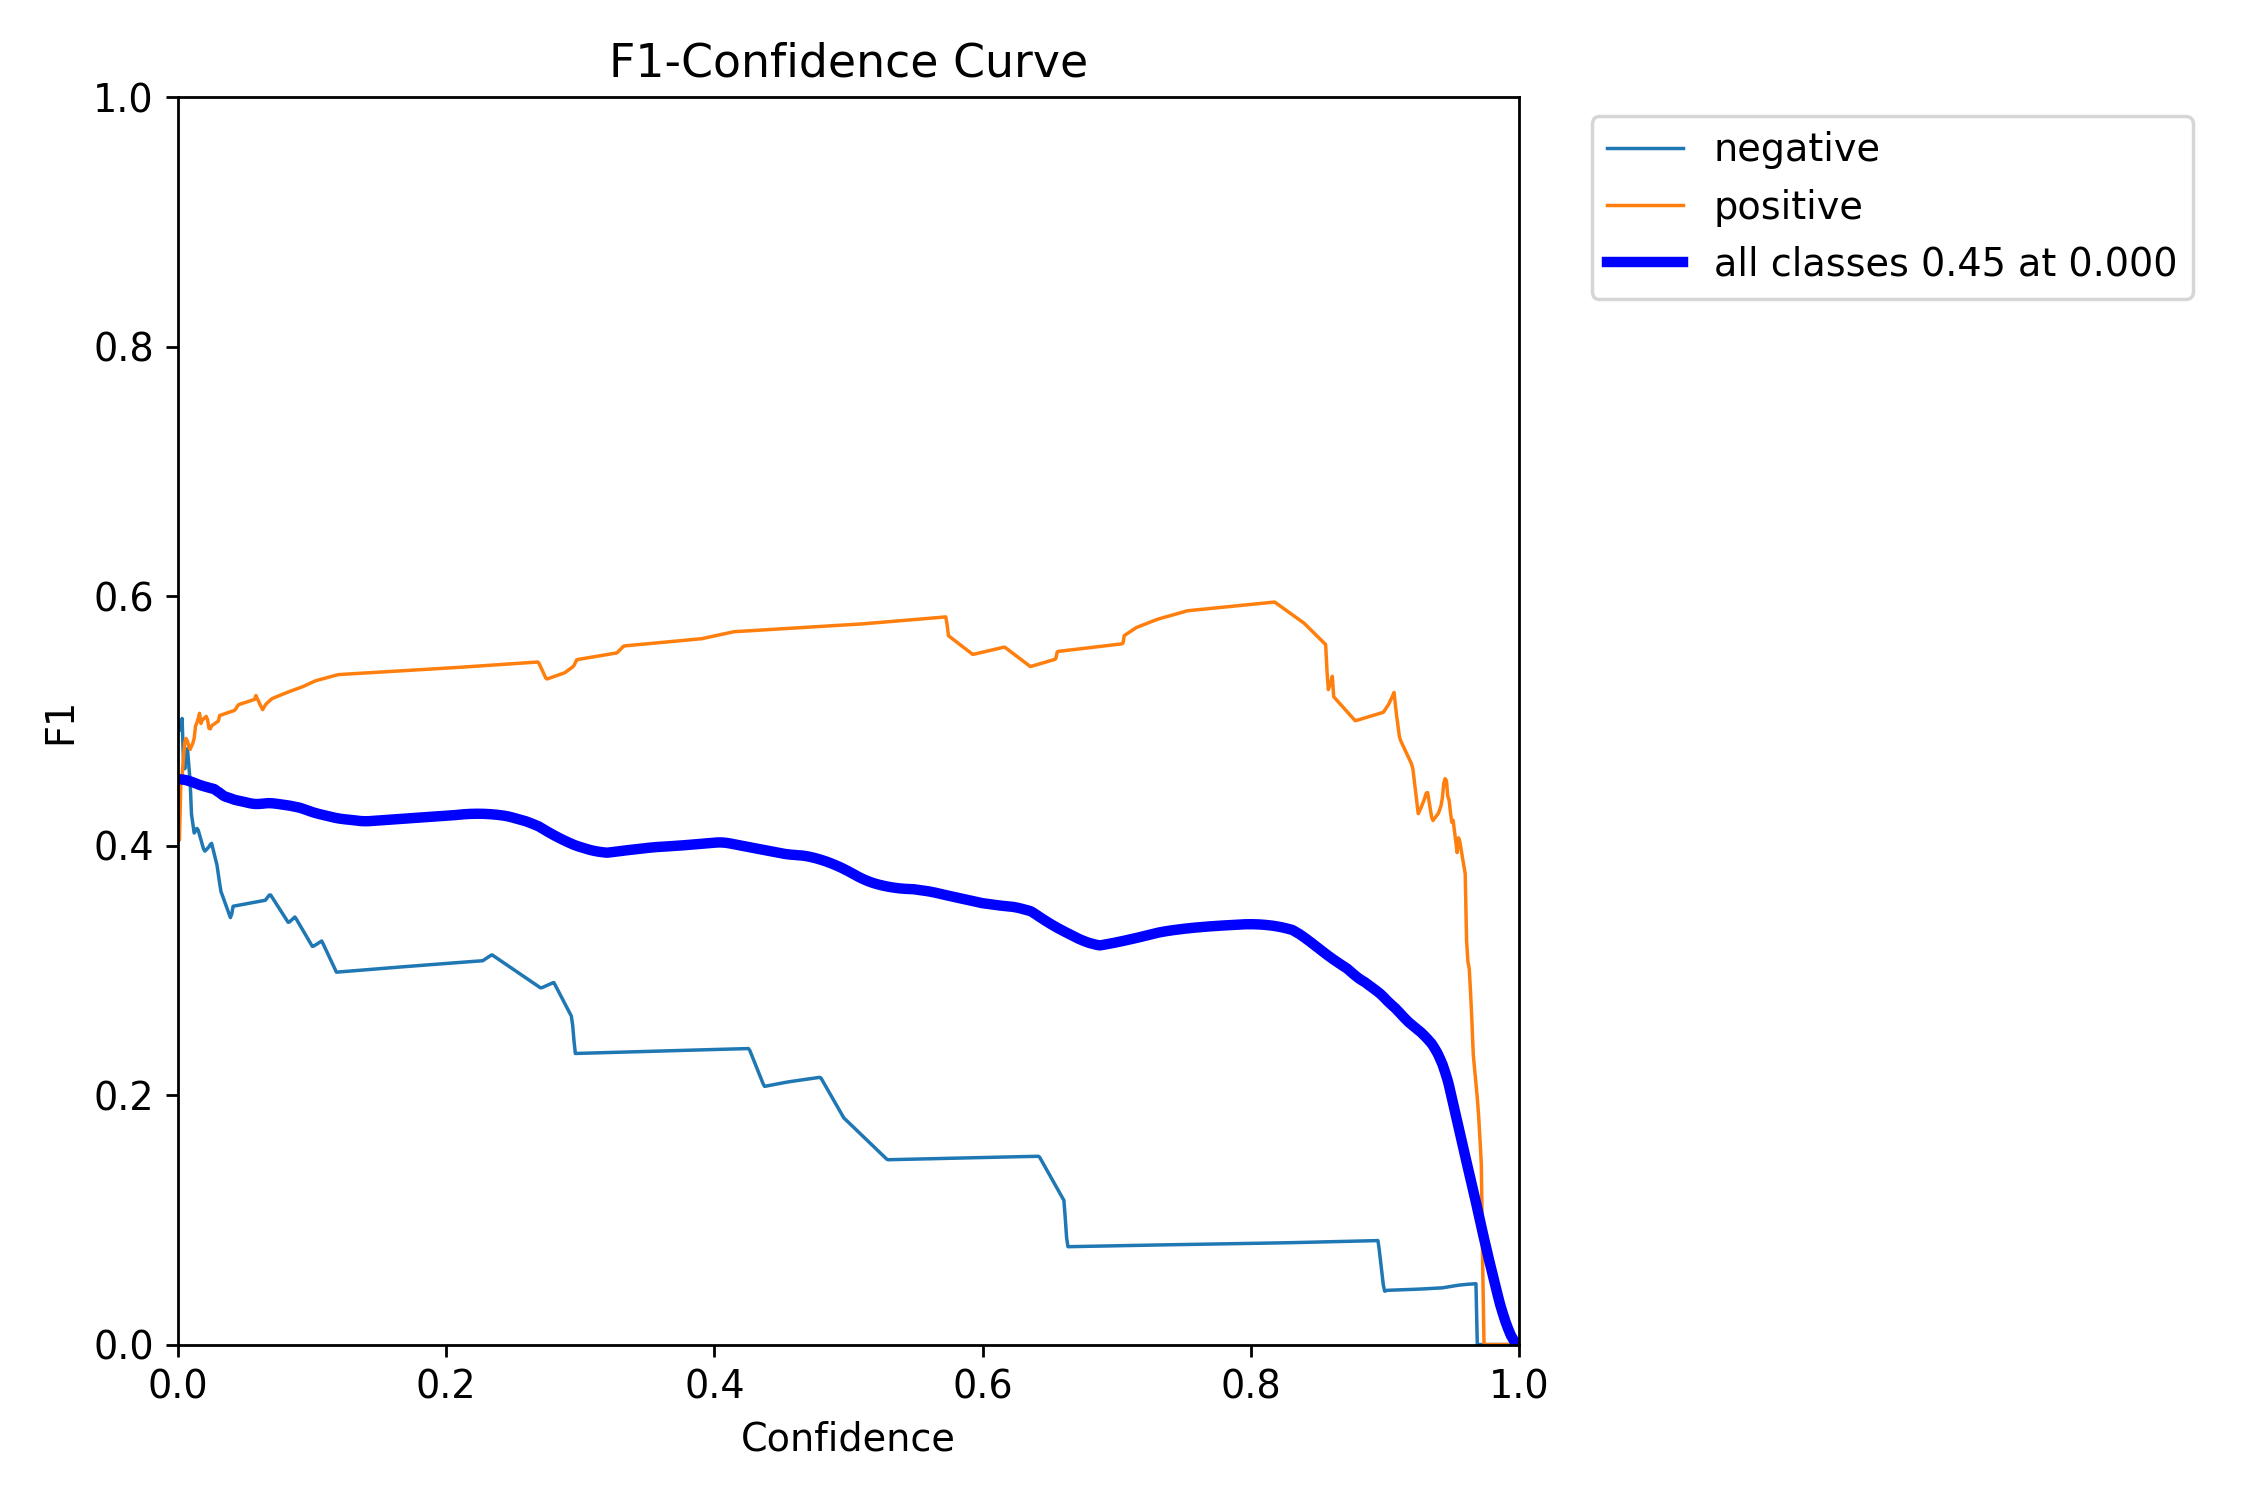 F1-Confidence Curve
1.0
0.8
0.6
0.4
0.2
0.0
F1
0.0 0.2 0.4 0.6 0.8 1.0
Confidence
negative
positive
all classes 0.45 at 0.000